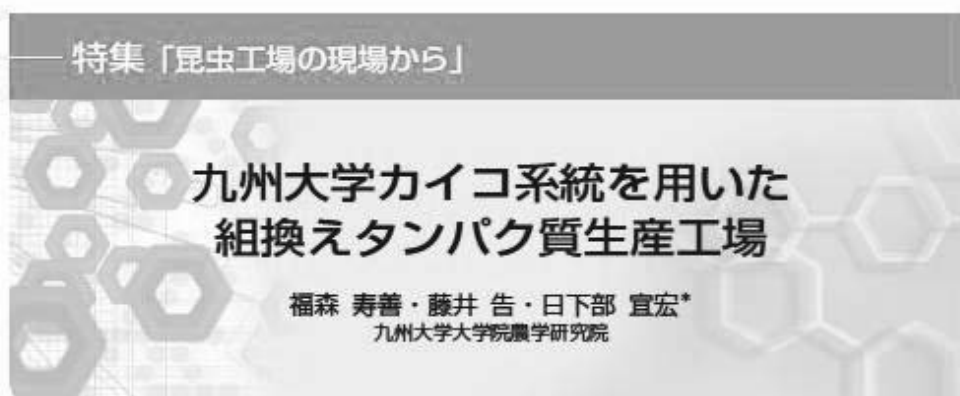 特集「昆虫工場の現場から」
九州大学カイコ系統を用いた
組換えタンパク質生産工場
福森 寿善・藤井 告・日下部 宜宏*
九州大学大学院農学研究院